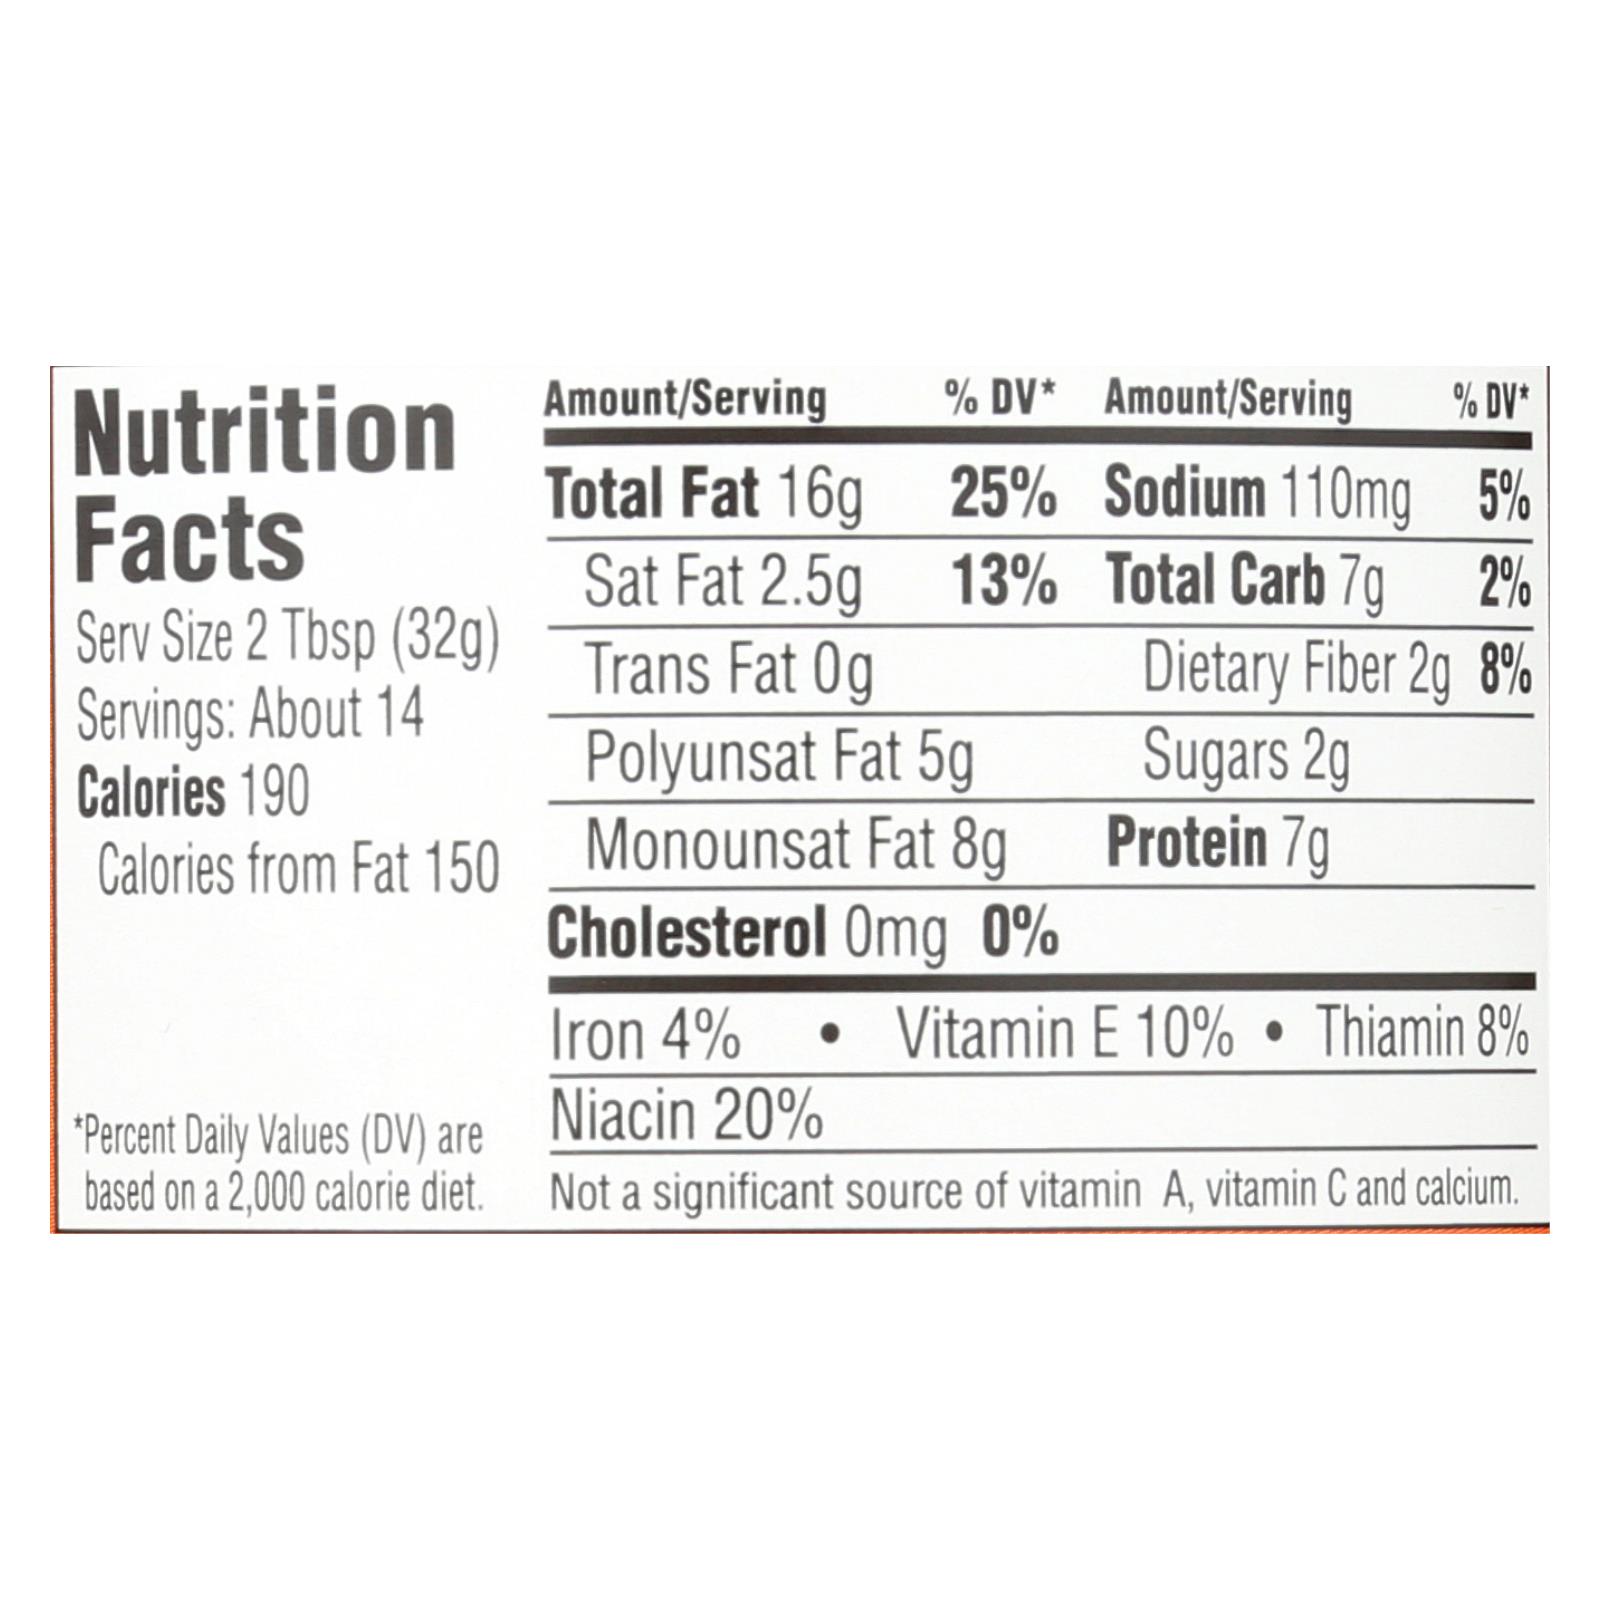 Nutrition
Facts
Serv Size 2 Tbsp (32g)
Servings: About 14
Calories 190
Calories from Fat 150
*Percent Daily Values (DV) are
based on a 2,000 calorie diet.
Amount/Serving % DV* Amount/Serving % DV*
Total Fat 16g 25% Sodium 110mg 5%
Sat Fat 2.5g 13% Total Carb 7g 2%
Trans Fat 0g Dietary Fiber 2g 8%
Polyunsat Fat 5g Sugars 2g
Monounsat Fat 8g Protein 7g
Cholesterol 0mg 0%
Iron 4% • Vitamin E 10% • Thiamin 8%
Niacin 20%
Not a significant source of vitamin A, vitamin C and calcium.